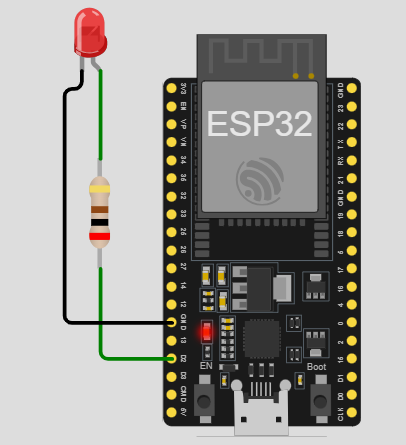 ESP32
3V3
EN
VP
VN
34
35
32
33
25
26
27
14
12
GND
13
D2
D3
CMD
5V
GND
23
22
TX
RX
21
GND
19
18
5
17
16
4
0
2
15
D1
D0
CLK
EN
Boot